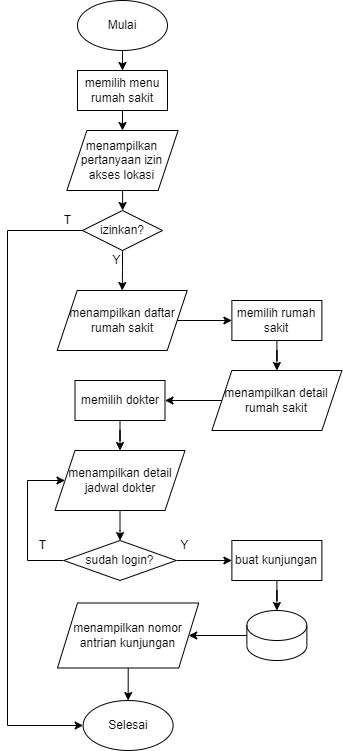 Mulai
memilih menu
rumah sakit
menampilkan
pertanyaan izin
akses lokasi
T
izinkan?
Y
menampilkan daftar
rumah sakit
memilih rumah
sakit
menampilkan detail
rumah sakit
memilih dokter
menampilkan detail
jadwal dokter
T
sudah login?
Y
buat kunjungan
menampilkan nomor
antrian kunjungan
Selesai